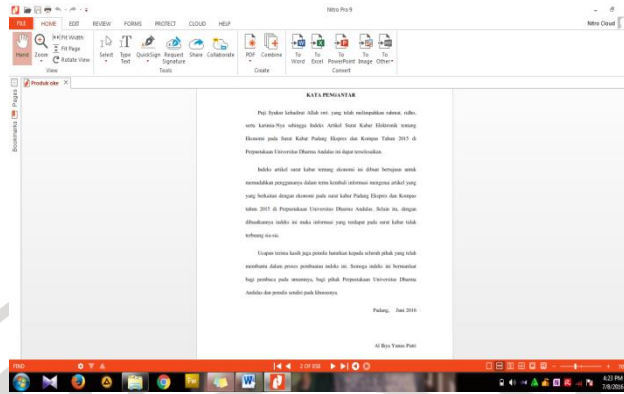 Nitro Pro 9
FILE HOME EDIT REVIEW FORMS PROTECT CLOUD HELP
Nitro Cloud
Hand
Zoom
Fit Width
Fit Page
Rotate View
Select
Type Text
QuickSign
Request Signature
Share
Collaborate
PDF
Combine
To Word
To Excel
To PowerPoint
To Image
To Other
View
Tools
Create
Convert
Produk oke
Pages
Bookmarks
KATA PENGANTAR
Puji Syukur kehadirat Allah swt. yang telah melimpahkan rahmat, ridho,
serta karunia-Nya sehingga Indeks Artikel Surat Kabar Elektronik tentang
Ekonomi pada Surat Kabar Padang Ekspres dan Kompas Tahun 2015 di
Perpustakaan Universitas Dharma Andalas ini dapat terselesaikan.
Indeks artikel surat kabar tentang ekonomi ini dibuat bertujuan untuk
memudahkan penggunanya dalam temu kembali informasi mengenai artikel yang
yang berkaitan dengan ekonomi pada surat kabar Padang Ekspres dan Kompas
tahun 2015 di Perpustakaan Universitas Dharma Andalas. Selain itu, dengan
dibuatkannya indeks ini maka informasi yang terdapat pada surat kabar tidak
terbuang sia-sia.
Ucapan terima kasih juga penulis haturkan kepada seluruh pihak yang telah
membantu dalam proses pembuatan indeks ini. Semoga indeks ini bermanfaat
bagi pembaca pada umumnya, bagi pihak Perpustakaan Universitas Dharma
Andalas dan penulis sendiri pada khususnya.
Padang, Juni 2016
Al Ihya Yunus Putri
FIND
2 OF 358
4:23 PM
7/8/2016